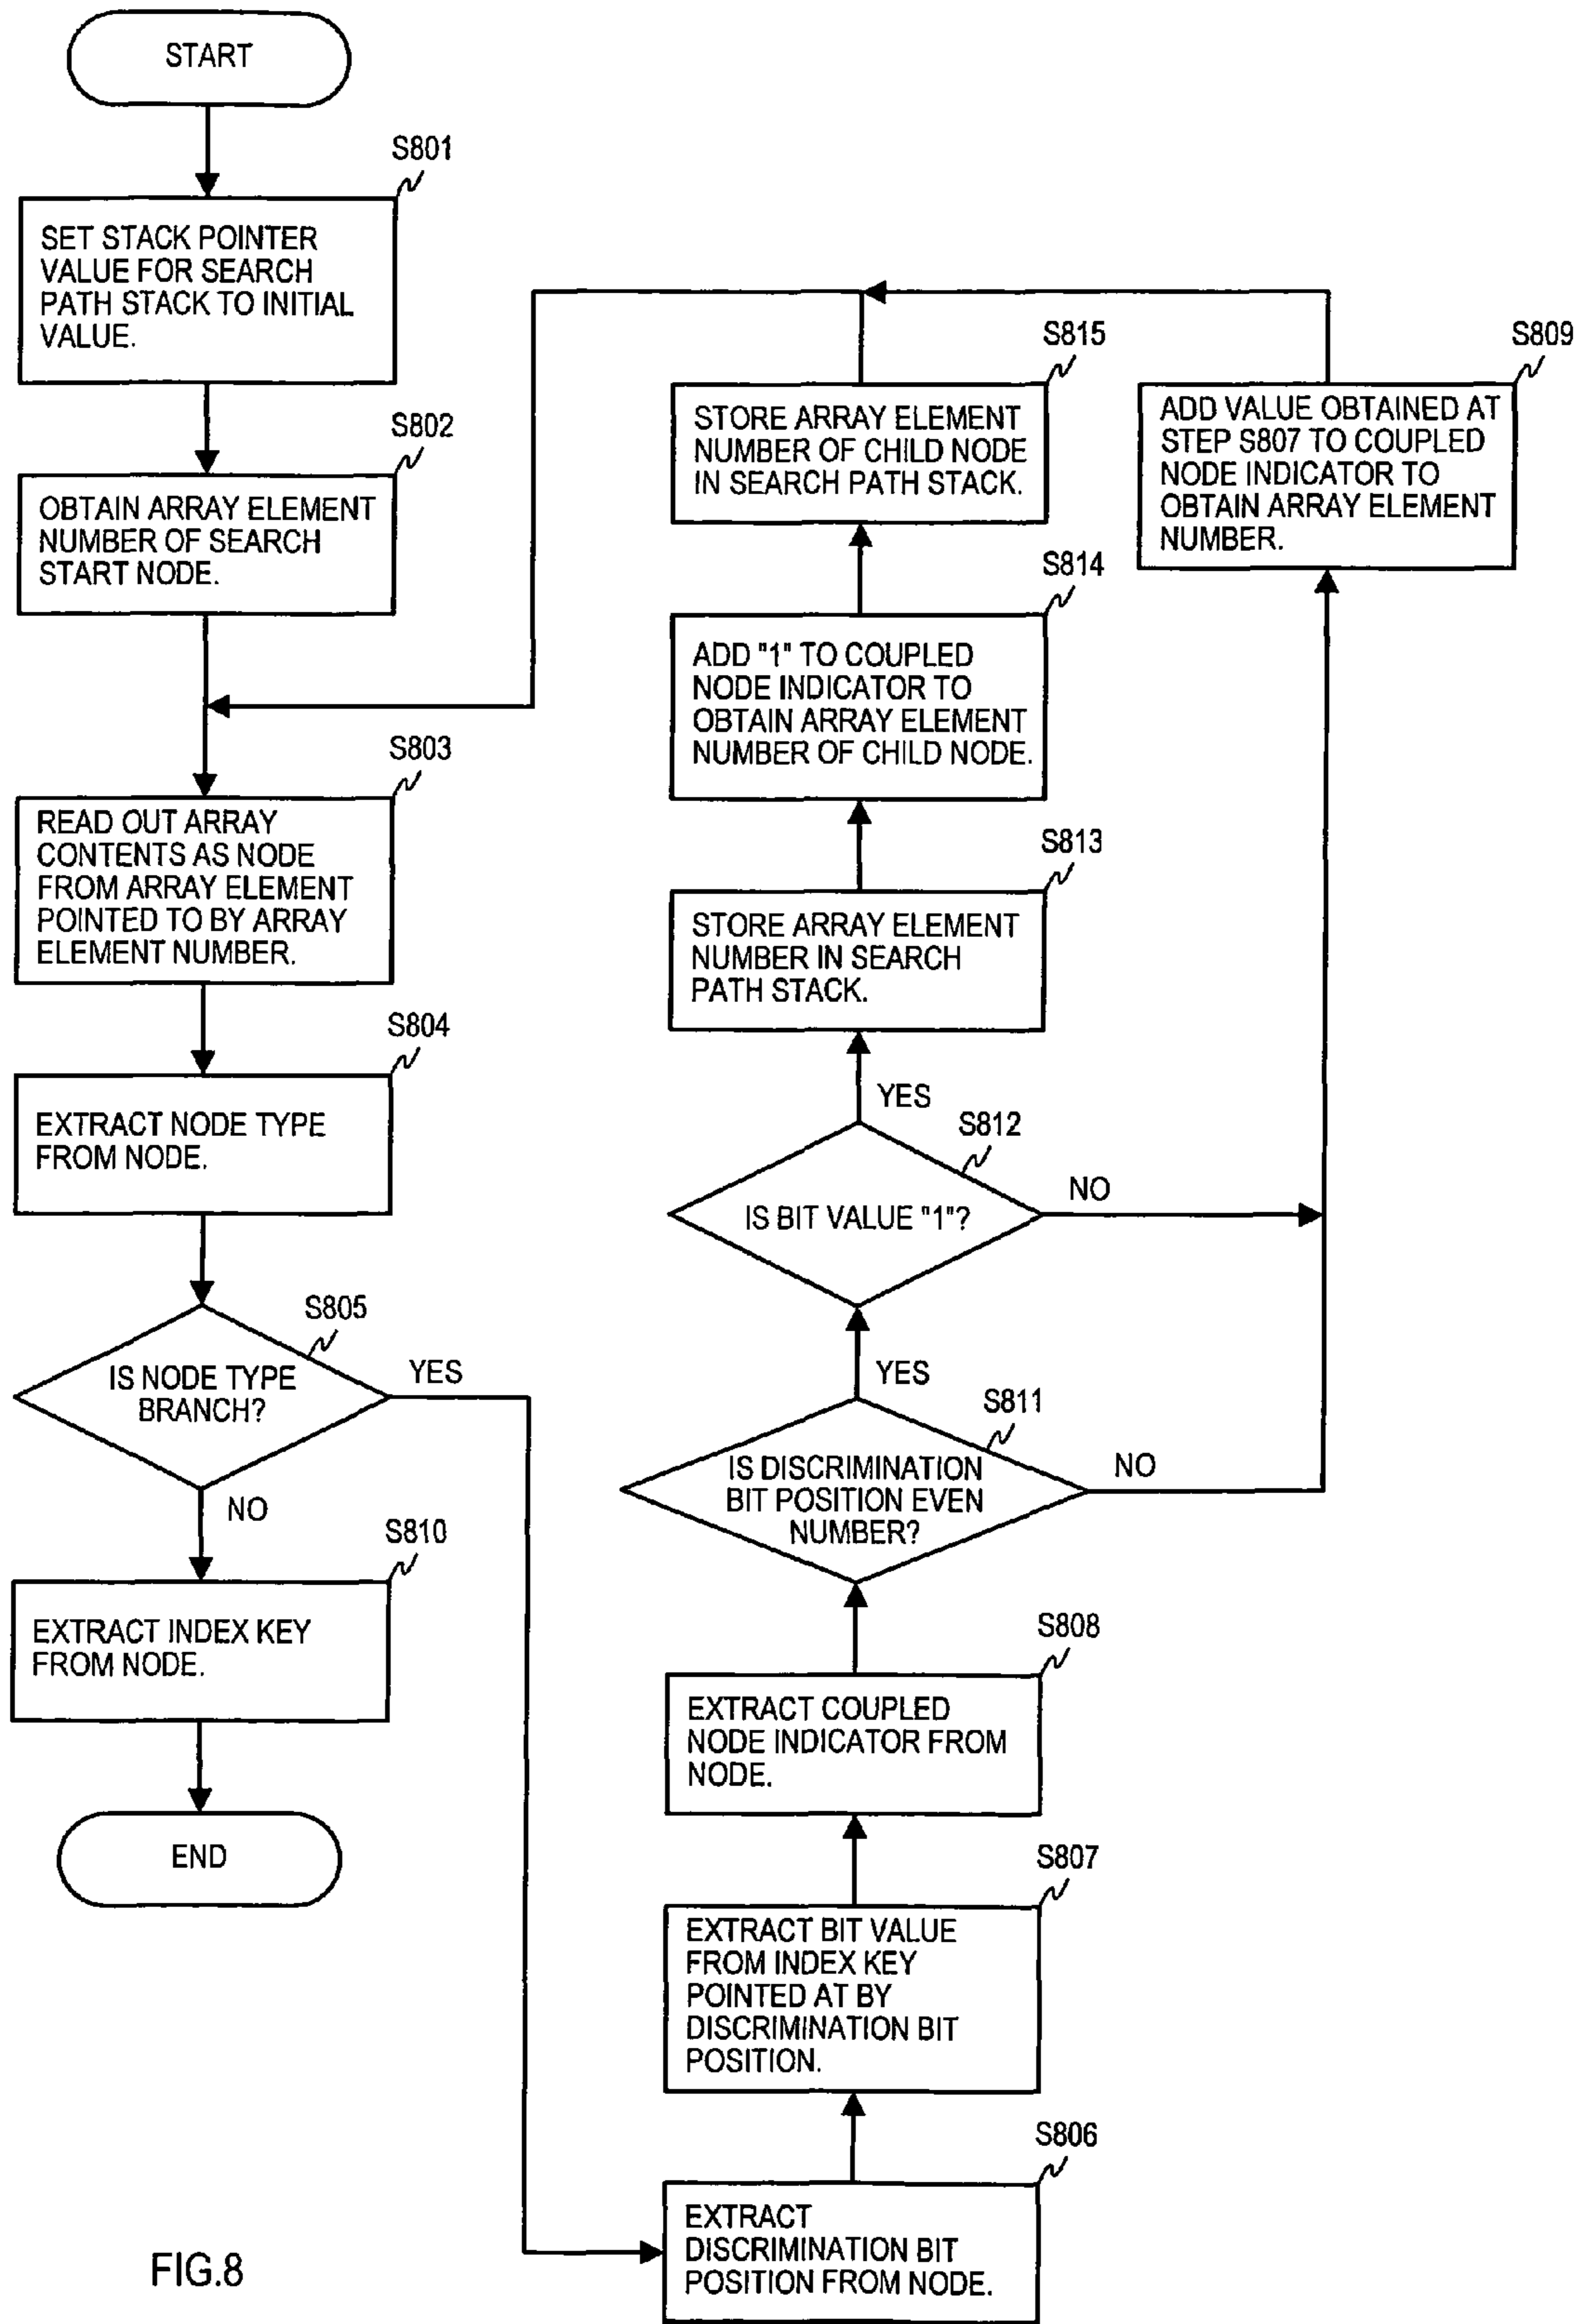 START
S801
SET STACK POINTER
VALUE FOR SEARCH
PATH STACK TO INITIAL
VALUE.
S802
OBTAIN ARRAY ELEMENT
NUMBER OF SEARCH
START NODE.
S803
READ OUT ARRAY
CONTENTS AS NODE
FROM ARRAY ELEMENT
POINTED TO BY ARRAY
ELEMENT NUMBER.
S804
EXTRACT NODE TYPE
FROM NODE.
S805
IS NODE TYPE
BRANCH?
YES
NO
S810
EXTRACT INDEX KEY
FROM NODE.
END
S815
STORE ARRAY ELEMENT
NUMBER OF CHILD NODE
IN SEARCH PATH STACK.
S809
ADD VALUE OBTAINED AT
STEP S807 TO COUPLED
NODE INDICATOR TO
OBTAIN ARRAY ELEMENT
NUMBER.
S814
ADD "1" TO COUPLED
NODE INDICATOR TO
OBTAIN ARRAY ELEMENT
NUMBER OF CHILD NODE.
S813
STORE ARRAY ELEMENT
NUMBER IN SEARCH
PATH STACK.
YES
S812
IS BIT VALUE "1"?
NO
YES
S811
IS DISCRIMINATION
BIT POSITION EVEN
NUMBER?
NO
S808
EXTRACT COUPLED
NODE INDICATOR FROM
NODE.
S807
EXTRACT BIT VALUE
FROM INDEX KEY
POINTED AT BY
DISCRIMINATION BIT
POSITION.
S806
EXTRACT
DISCRIMINATION BIT
POSITION FROM NODE.
FIG.8